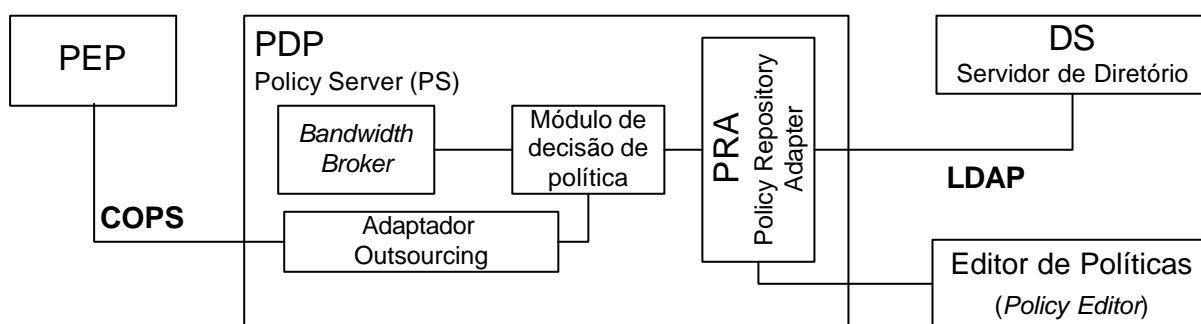 PEP
COPS
PDP
Policy Server (PS)
Bandwidth
Broker
Módulo de
decisão de
política
Adaptador
Outsourcing
PRA
Policy Repository
Adapter
DS
Servidor de Diretório
LDAP
Editor de Políticas
(Policy Editor)